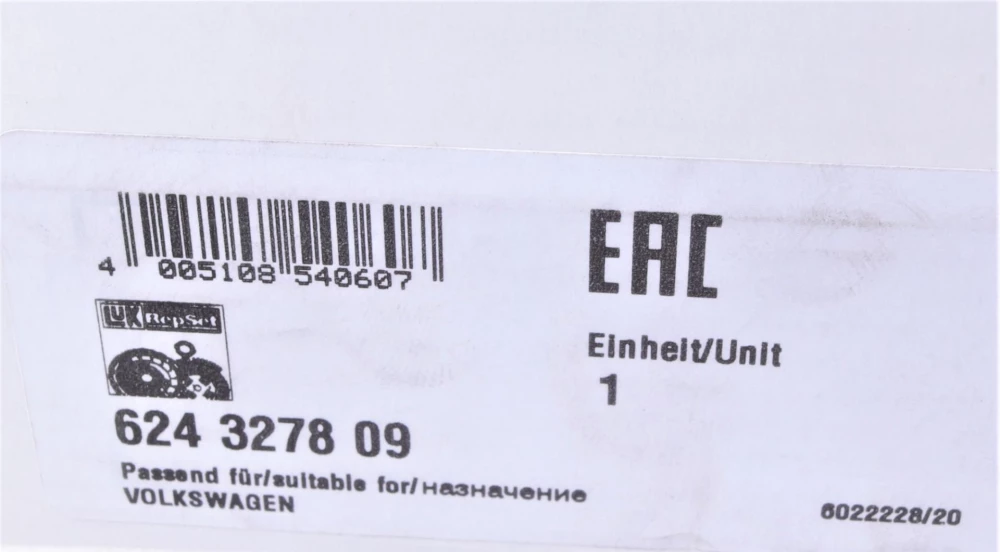 4 005108 540607
EAC
LuK RepSet
Einheit/Unit
1
624 3278 09
Passend für/suitable for/назначение
VOLKSWAGEN
6022228/20